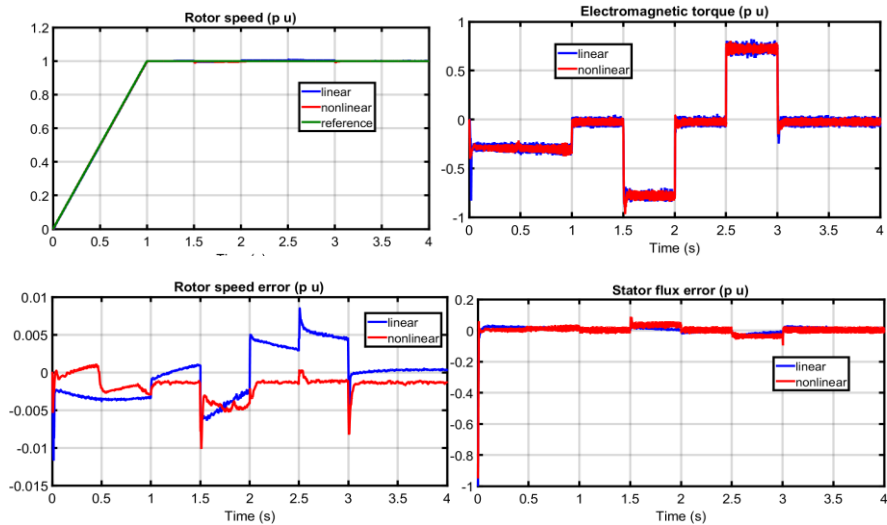 Rotor speed (p u)
1.2
1
0.8
0.6
0.4
0.2
0
linear
nonlinear
reference
0 0.5 1 1.5 2 2.5 3 3.5 4
Electromagnetic torque (p u)
1
0.5
0
-0.5
-1
linear
nonlinear
0 0.5 1 1.5 2 2.5 3 3.5 4
Time (s)
Rotor speed error (p u)
0.01
0.005
0
-0.005
-0.01
-0.015
linear
nonlinear
0 0.5 1 1.5 2 2.5 3 3.5 4
Time (s)
Stator flux error (p u)
0.2
0
-0.2
-0.4
-0.6
-0.8
-1
linear
nonlinear
0 0.5 1 1.5 2 2.5 3 3.5 4
Time (s)